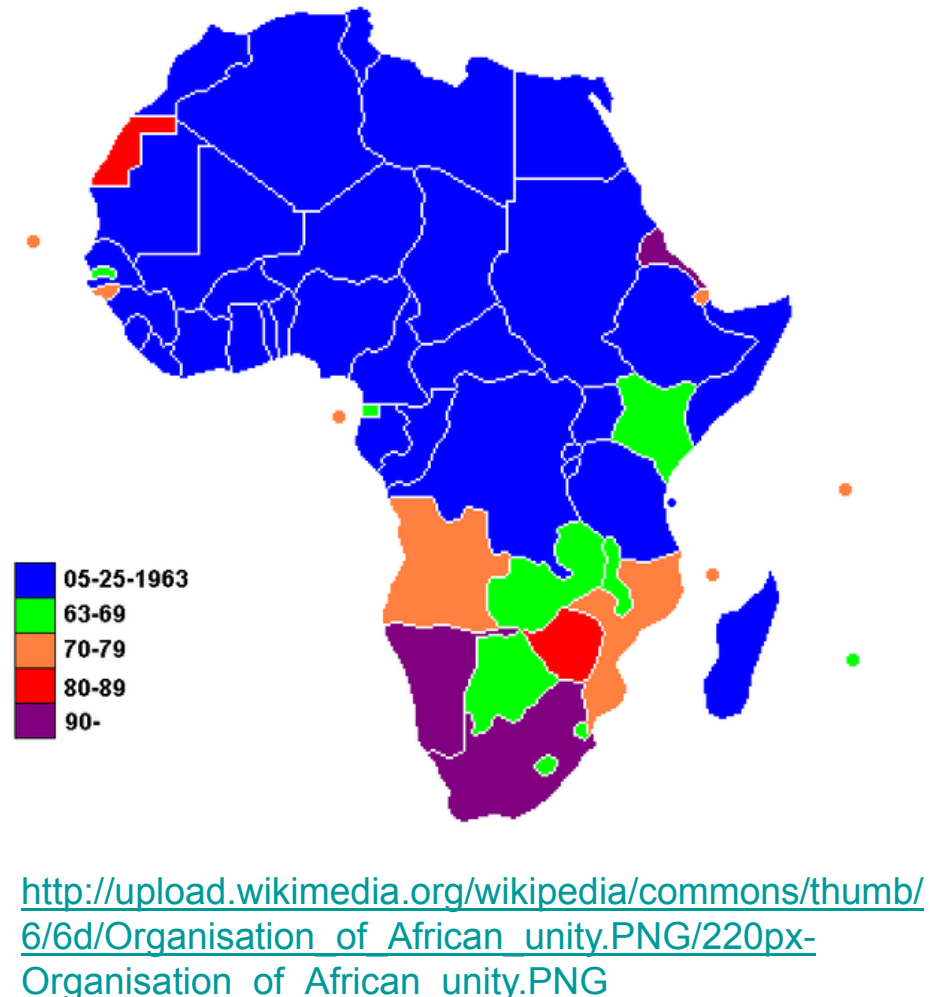 05-25-1963
63-69
70-79
80-89
90-
http://upload.wikimedia.org/wikipedia/commons/thumb/
6/6d/Organisation_of_African_unity.PNG/220px-
Organisation_of_African_unity.PNG